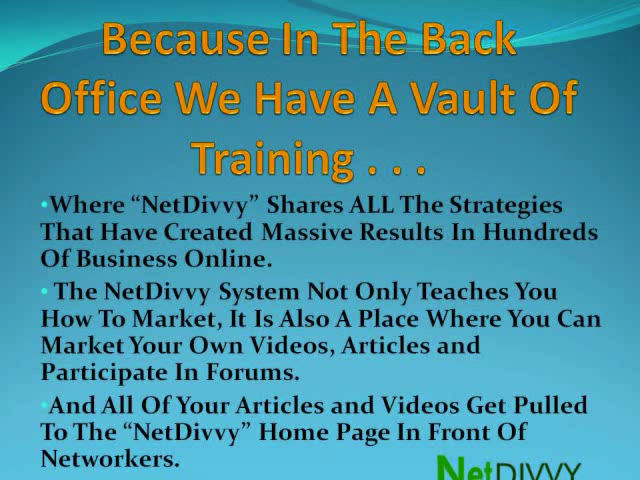 Because In The Back
Office We Have A Vault Of
Training . . .
•Where “NetDivvy” Shares ALL The Strategies
That Have Created Massive Results In Hundreds
Of Business Online.
• The NetDivvy System Not Only Teaches You
How To Market, It Is Also A Place Where You Can
Market Your Own Videos, Articles and
Participate In Forums.
•And All Of Your Articles and Videos Get Pulled
To The “NetDivvy” Home Page In Front Of
Networkers.
NetDIVVY